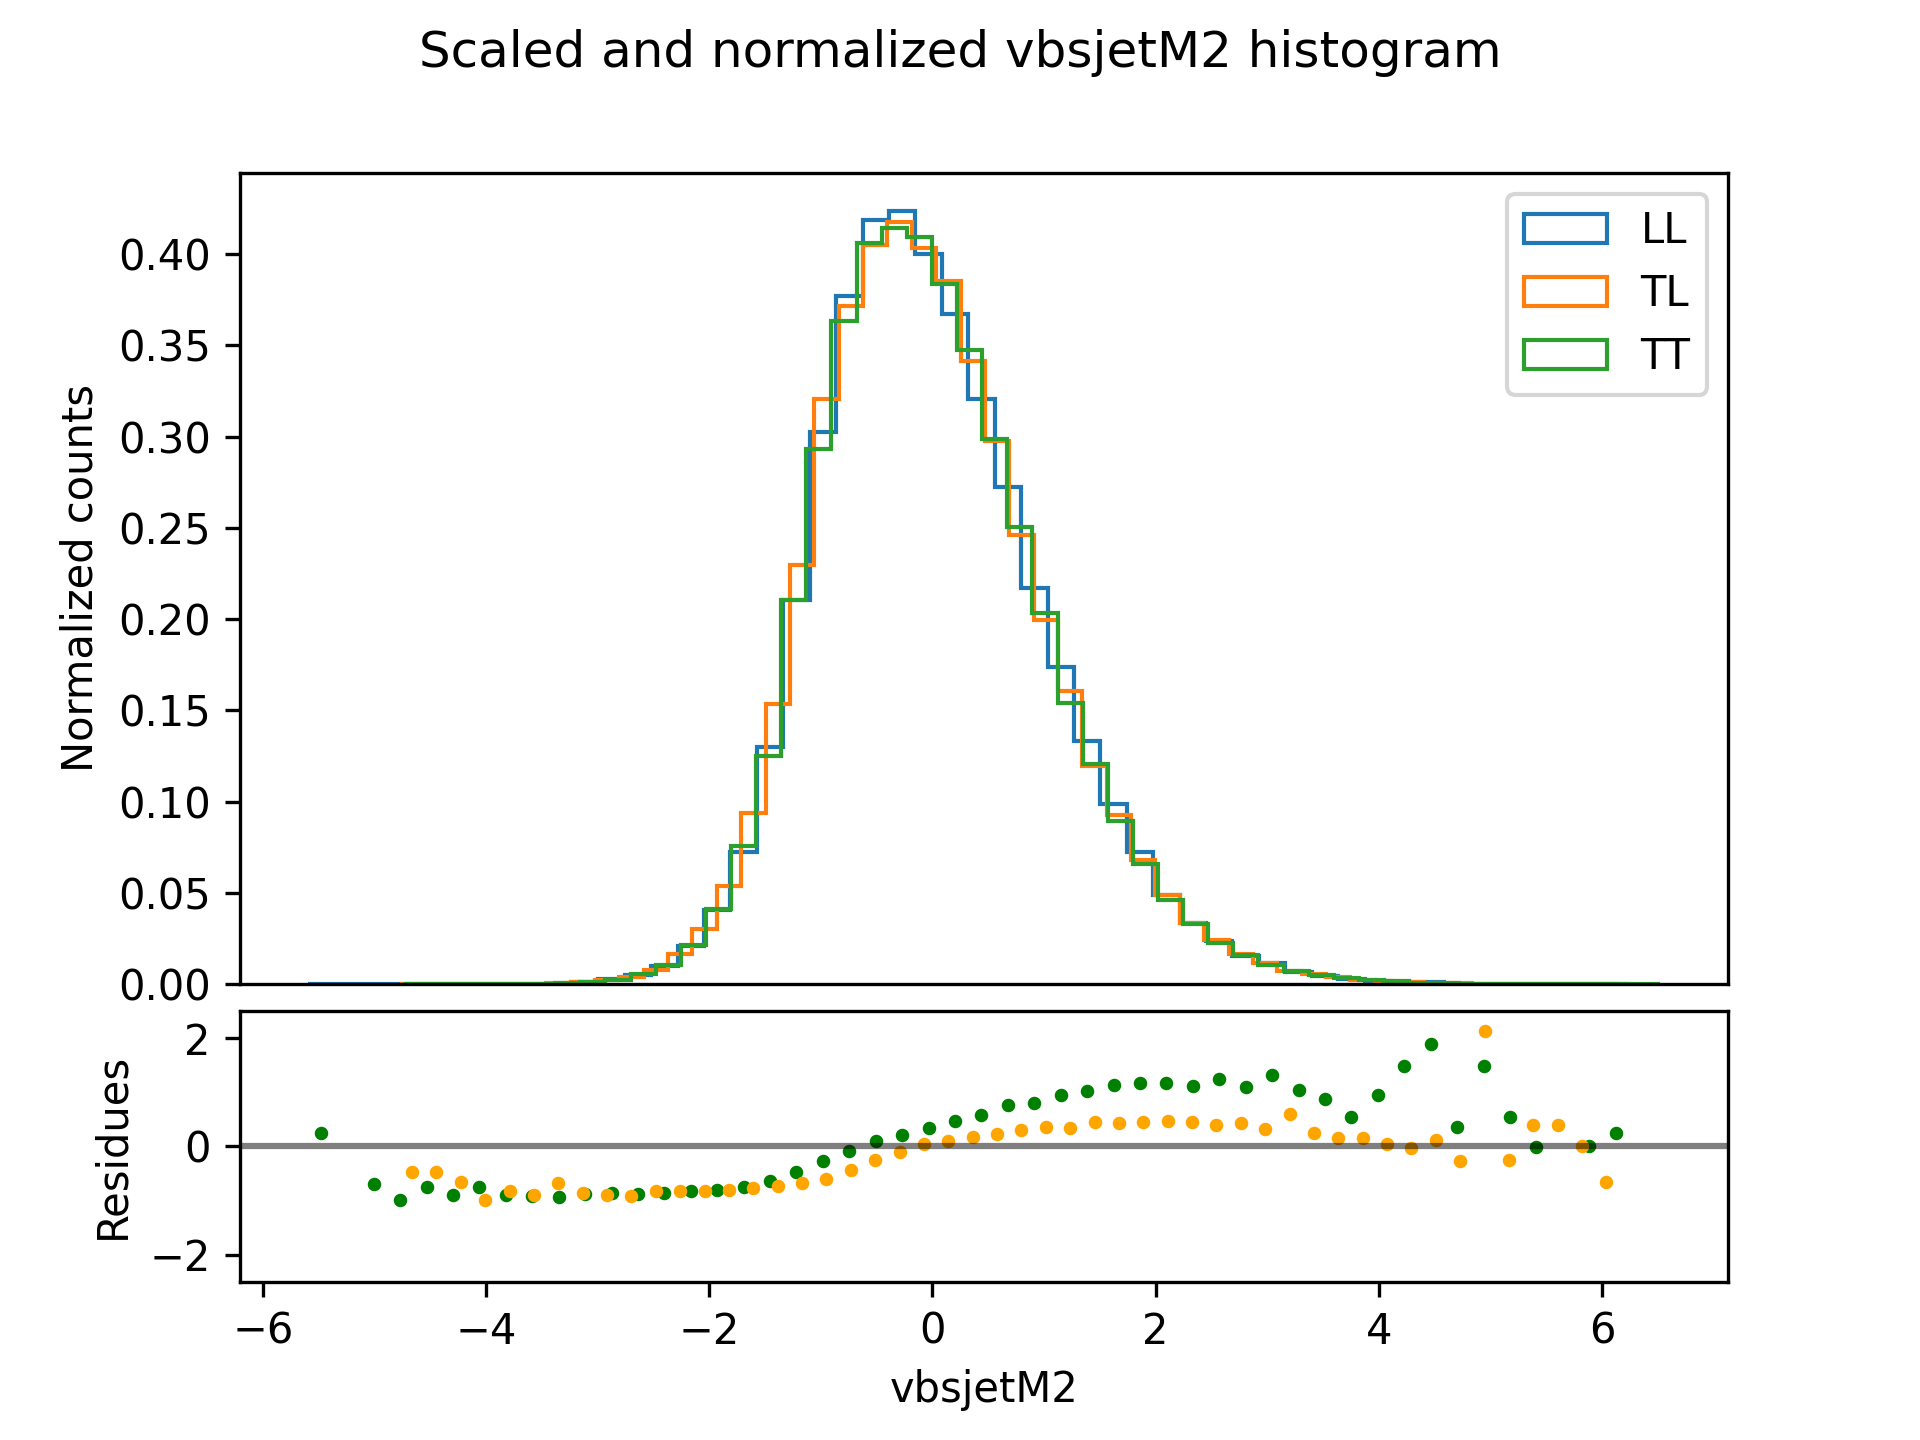 Scaled and normalized vbsjetM2 histogram
LL
TL
TT
Normalized counts
0.40
0.35
0.30
0.25
0.20
0.15
0.10
0.05
0.00
Residues
2
0
−2
−6 −4 −2 0 2 4 6
vbsjetM2